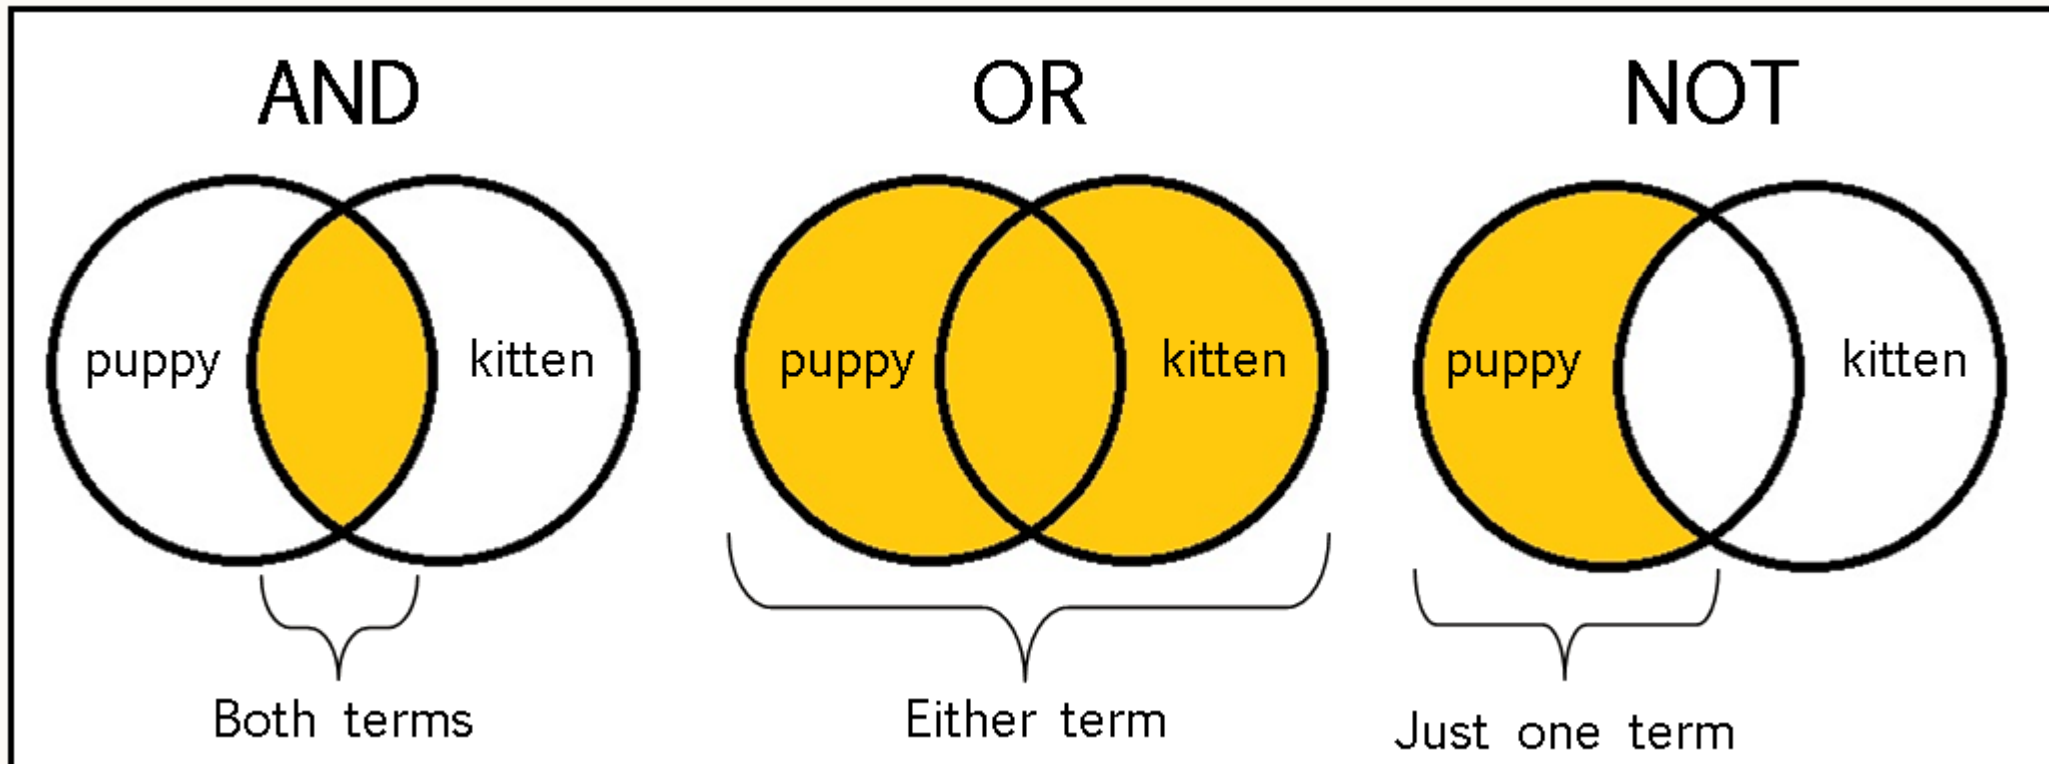 AND
puppy kitten
Both terms
OR
puppy kitten
Either term
NOT
puppy kitten
Just one term